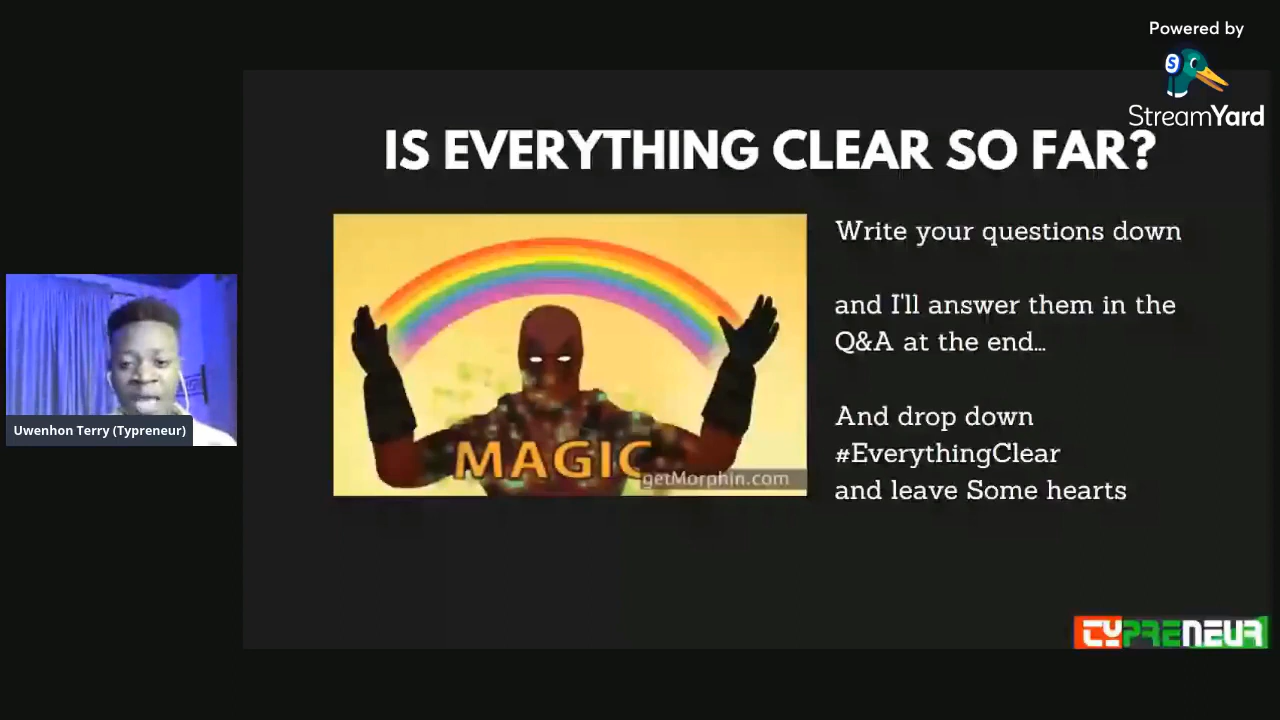 Powered by
S
StreamYard
IS EVERYTHING CLEAR SO FAR?
Write your questions down
and I'll answer them in the
Q&A at the end...
And drop down
#EverythingClear
and leave Some hearts
MAGIC
getMorphin.com
Uwenhon Terry (Typreneur)
TYPRENEUR